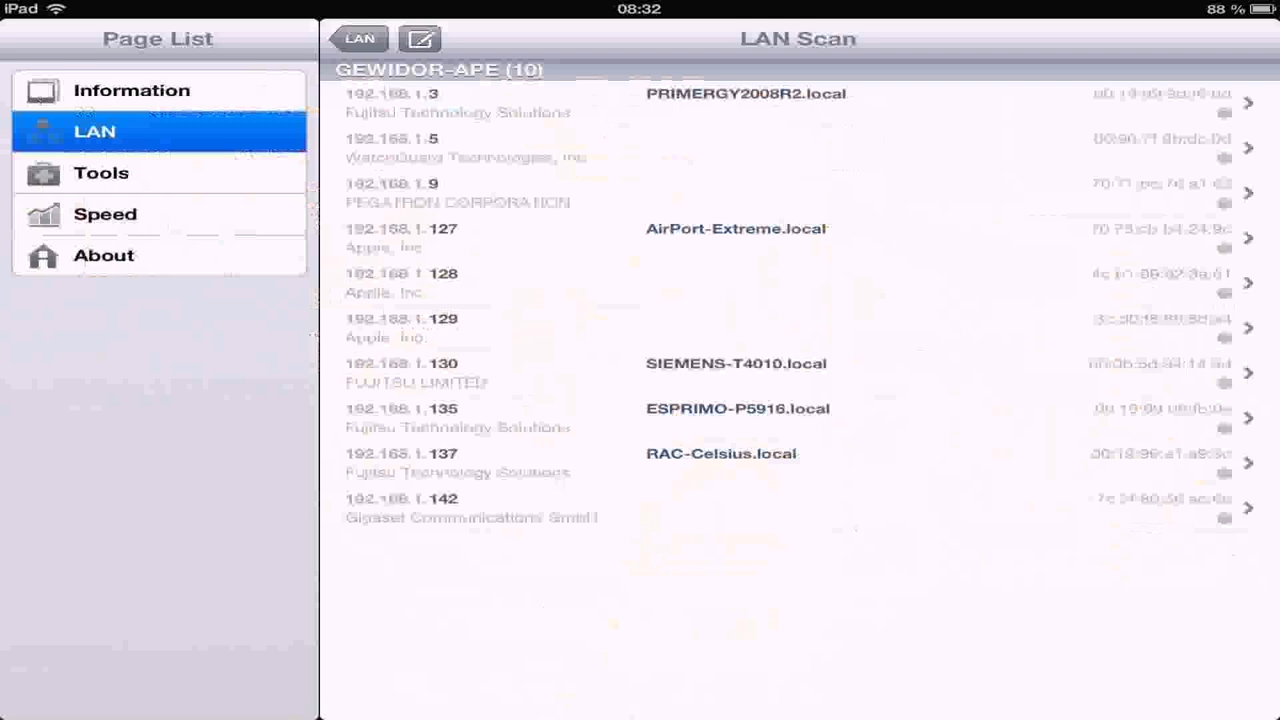 iPad 08:32 88 %
Page List
Information
LAN
Tools
Speed
About
LAN LAN Scan
GEWIDOR-APE (10)
192.168.1.3 PRIMERGY2008R2.local
Fujitsu Technology Solutions
192.168.1.5
WatchGuard Technologies, Inc.
192.168.1.9
PEGATRON CORPORATION
192.168.1.127 AirPort-Extreme.local
Apple, Inc.
192.168.1.128
Apple, Inc.
192.168.1.129
Apple, Inc.
192.168.1.130 SIEMENS-T4010.local
FUJITSU LIMITED
192.168.1.135 ESPRIMO-P5916.local
Fujitsu Technology Solutions
192.168.1.137 RAC-Celsius.local
Fujitsu Technology Solutions
192.168.1.142
Gigaset Communications GmbH